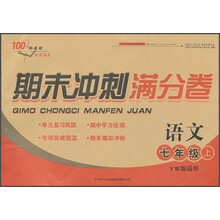 100
期末冲刺 满分卷
QIMO CHONGCI MANFEN JUAN
·单元复习巩固 ·期中学力检测
·专项突破提高 ·期末模拟冲刺
语文
七年级 上
YW版适用